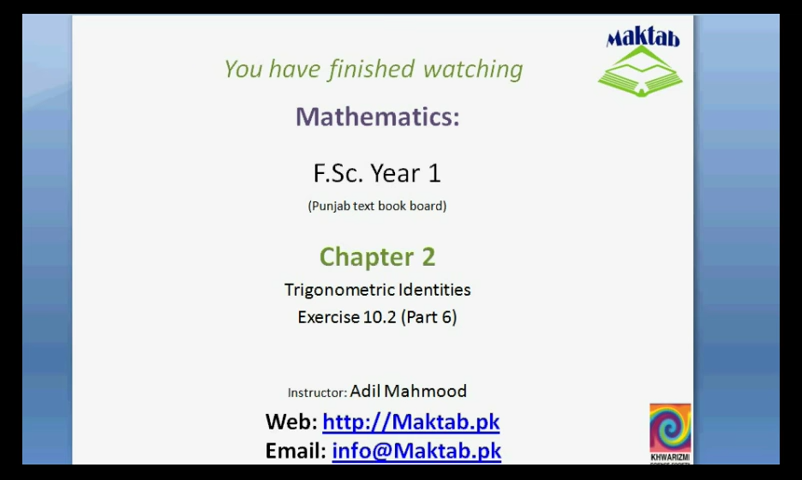 Maktab
You have finished watching
Mathematics:
F.Sc. Year 1
(Punjab text book board)
Chapter 2
Trigonometric Identities
Exercise 10.2 (Part 6)
Instructor: Adil Mahmood
Web: http://Maktab.pk
Email: info@Maktab.pk
KHWARIZMI